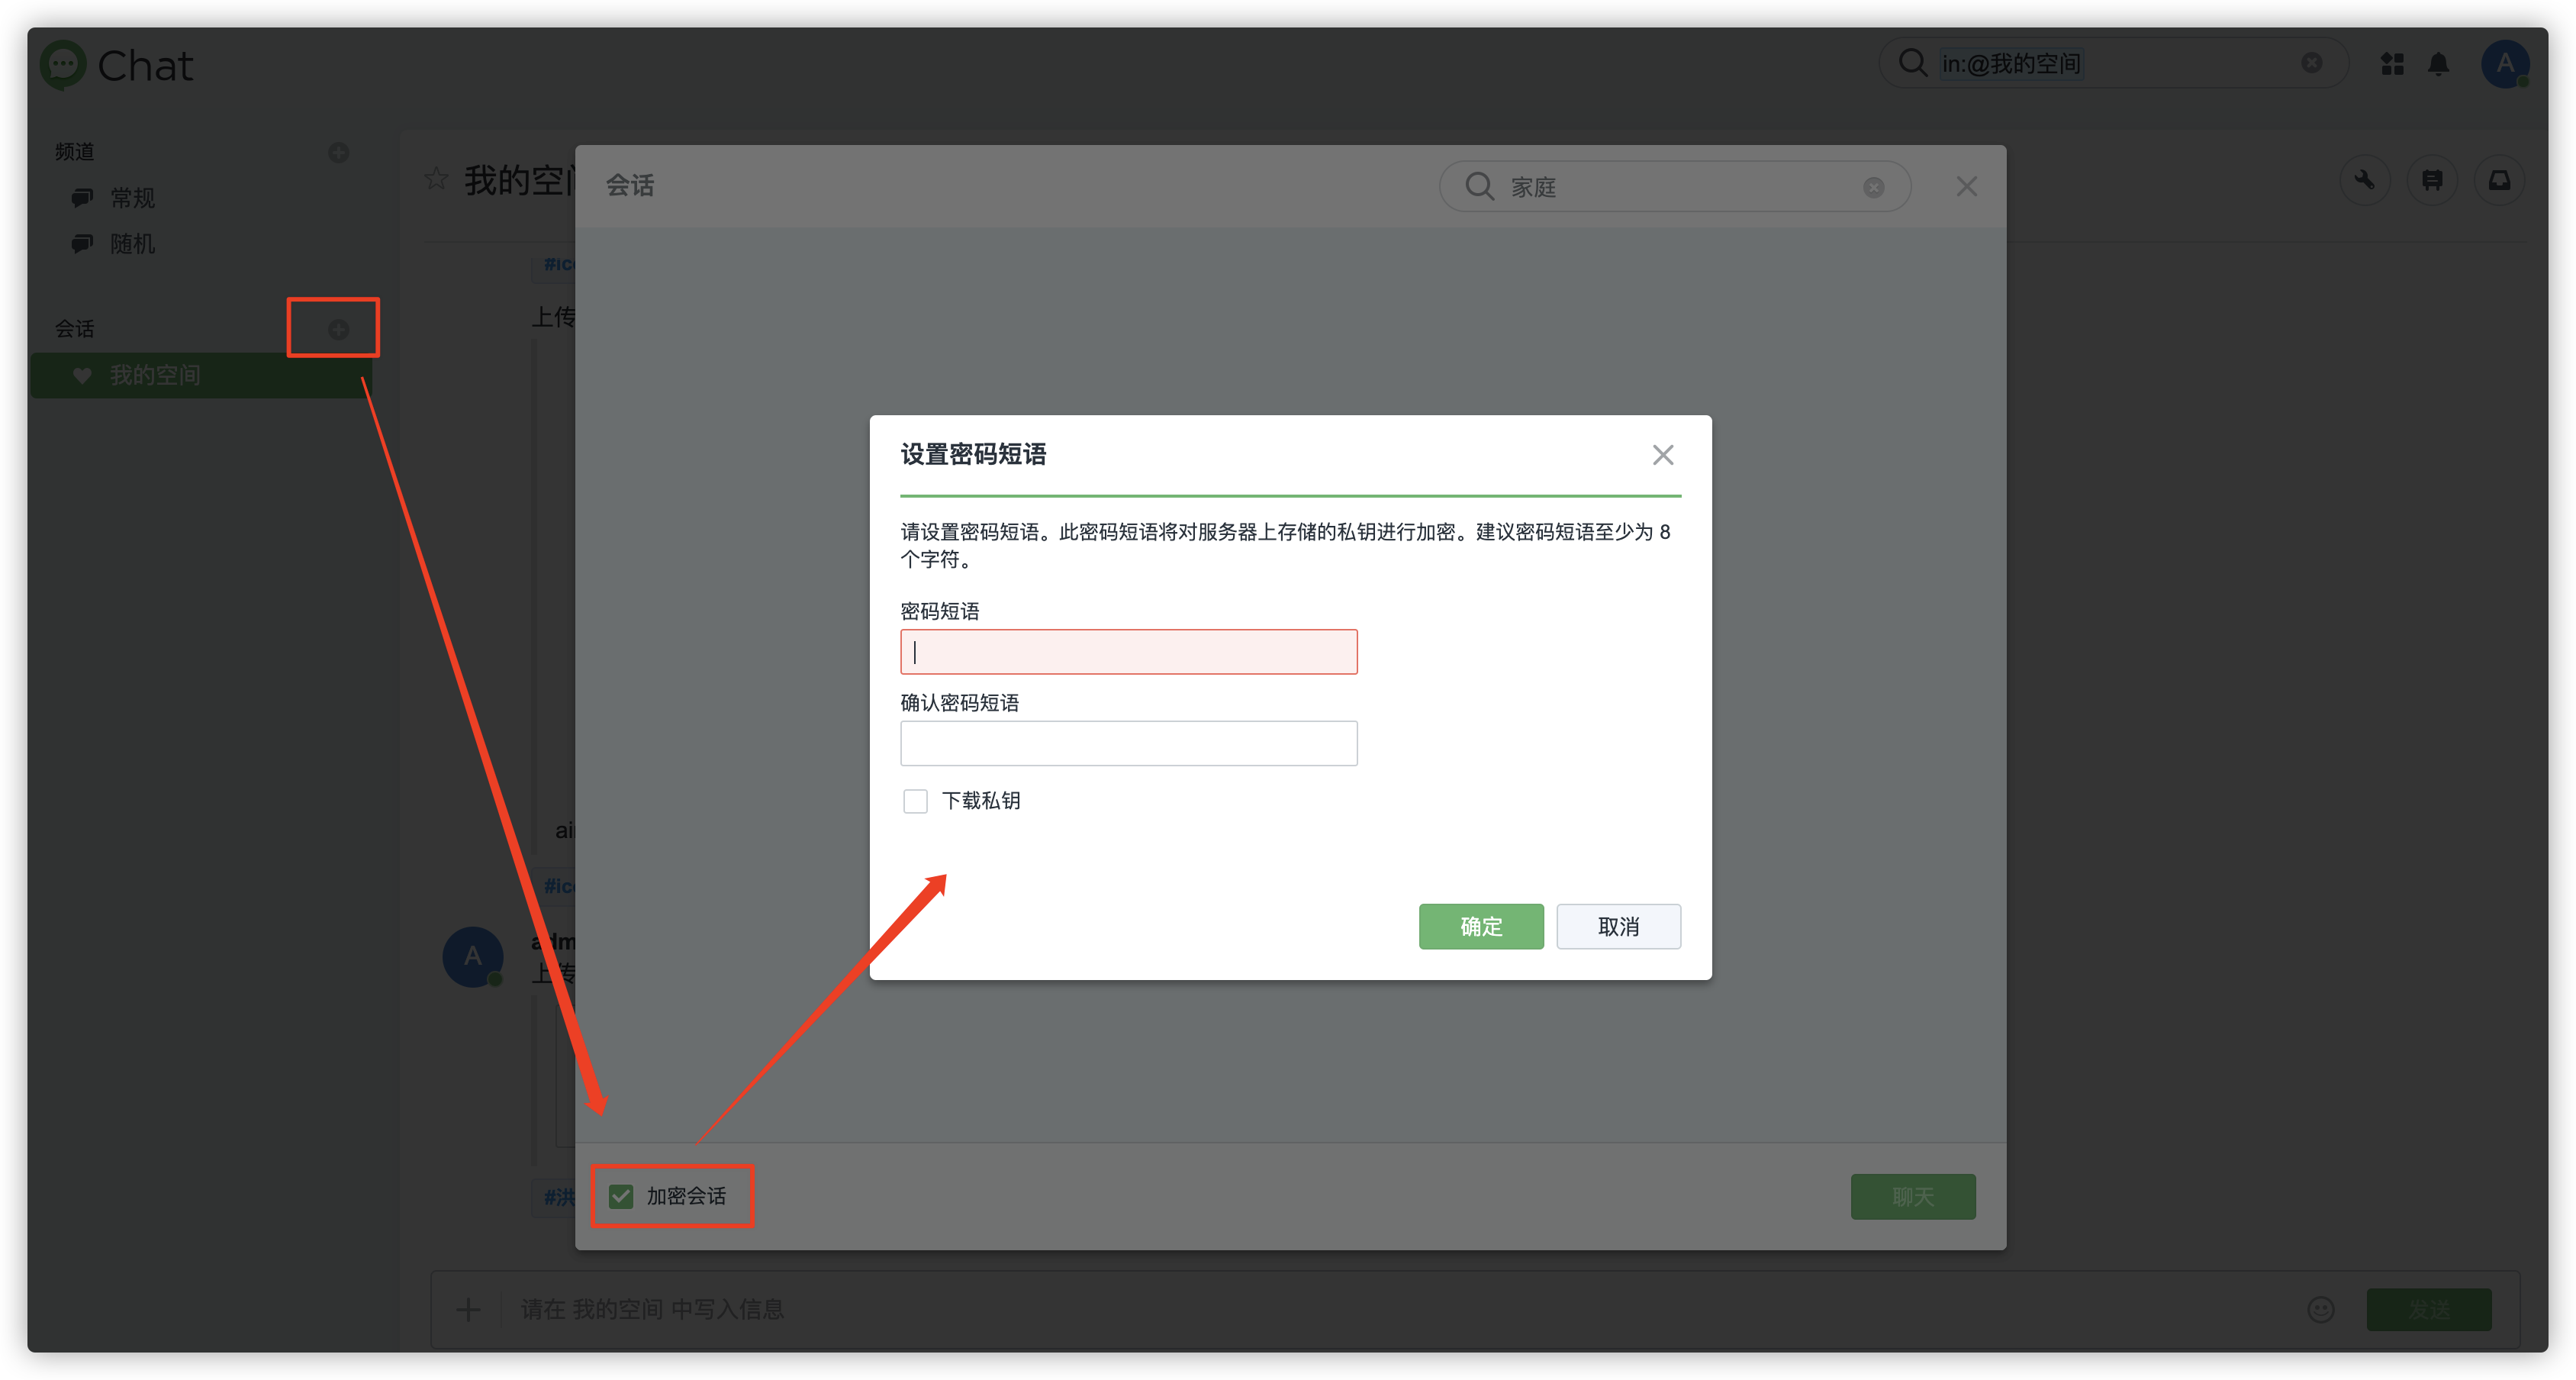 Chat
in:@我的空间
A
频道
常规
随机
会话
我的空间
我的空
会话
家庭
#ic
上传
设置密码短语
请设置密码短语。此密码短语将对服务器上存储的私钥进行加密。建议密码短语至少为 8
个字符。
密码短语
确认密码短语
下载私钥
确定
取消
ai
#ic
A
adm
上传
#洪
加密会话
聊天
请在 我的空间 中写入信息
发送